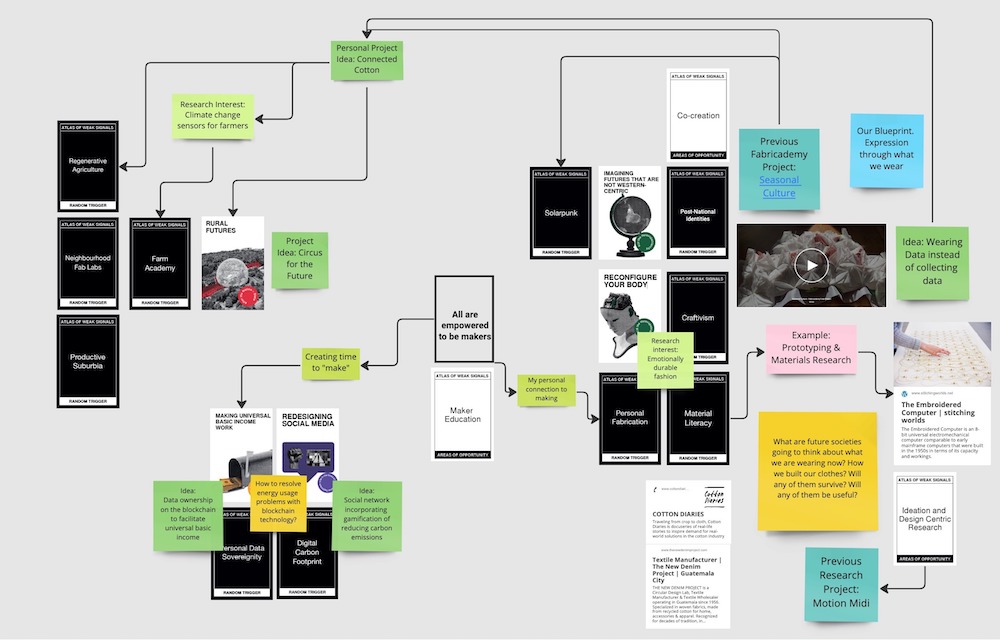 Personal Project
Idea: Connected
Cotton
Research Interest:
Climate change
sensors for farmers
ATLAS OF WEAK SIGNALS
Regenerative
Agriculture
RANDOM TRIGGER
ATLAS OF WEAK SIGNALS
Neighbourhood
Fab Labs
RANDOM TRIGGER
ATLAS OF WEAK SIGNALS
Farm
Academy
RANDOM TRIGGER
RURAL
FUTURES
Project
Idea: Circus
for the
Future
ATLAS OF WEAK SIGNALS
Productive
Suburbia
RANDOM TRIGGER
All are
empowered
to be makers
Creating time
to "make"
ATLAS OF WEAK SIGNALS
Maker
Education
AREAS OF OPPORTUNITY
My personal
connection to
making
MAKING UNIVERSAL
BASIC INCOME
WORK
REDESIGNING
SOCIAL MEDIA
Idea:
Data ownership
on the blockchain
to facilitate
universal basic
income
How to resolve
energy usage
problems with
blockchain
technology?
Idea:
Social network
incorporating
gamification of
reducing carbon
emissions
Personal Data
Sovereignity
RANDOM TRIGGER
Digital
Carbon
Footprint
RANDOM TRIGGER
ATLAS OF WEAK SIGNALS
Co-creation
AREAS OF OPPORTUNITY
ATLAS OF WEAK SIGNALS
Solarpunk
RANDOM TRIGGER
IMAGINING
FUTURES THAT ARE
NOT WESTERN-
CENTRIC
ATLAS OF WEAK SIGNALS
Post-National
Identities
RANDOM TRIGGER
Previous
Fabricademy
Project:
Seasonal
Culture
Our Blueprint.
Expression
through what
we wear
Idea: Wearing
Data instead
of collecting
data
RECONFIGURE
YOUR BODY
ATLAS OF WEAK SIGNALS
Craftivism
RANDOM TRIGGER
Research
interest:
Emotionally
durable
fashion
ATLAS OF WEAK SIGNALS
Personal
Fabrication
RANDOM TRIGGER
Material
Literacy
RANDOM TRIGGER
Example:
Prototyping &
Materials Research
The Embroidered
Computer | stitching
worlds
The Embroidered Computer is an 8-
bit universal electromechanical
computer comparable to early
mainframe computers that were built
in the 1950s in terms of its capacity
and workings.
What are future societies
going to think about what
we are wearing now? How
we built our clothes? Will
any of them survive? Will
any of them be useful?
Cotton
Diaries
COTTON DIARIES
Traveling from crop to cloth: Cotton
Diaries is docuseries of real-life
stories to inspire demand for real-
world solutions in the cotton industry
Textile Manufacturer |
The New Denim
Project | Guatemala
City
THE NEW DENIM PROJECT is a
Circular Design Lab, Textile
Manufacturer & Textile Wholesaler
operating in Guatemala since 1956.
Specialized in woven fabrics, made
from recycled cotton for home,
accessories & apparel. Recognized
for decades of tradition, in...
ATLAS OF WEAK SIGNALS
Ideation and
Design Centric
Research
AREAS OF OPPORTUNITY
Previous
Research
Project:
Motion Midi